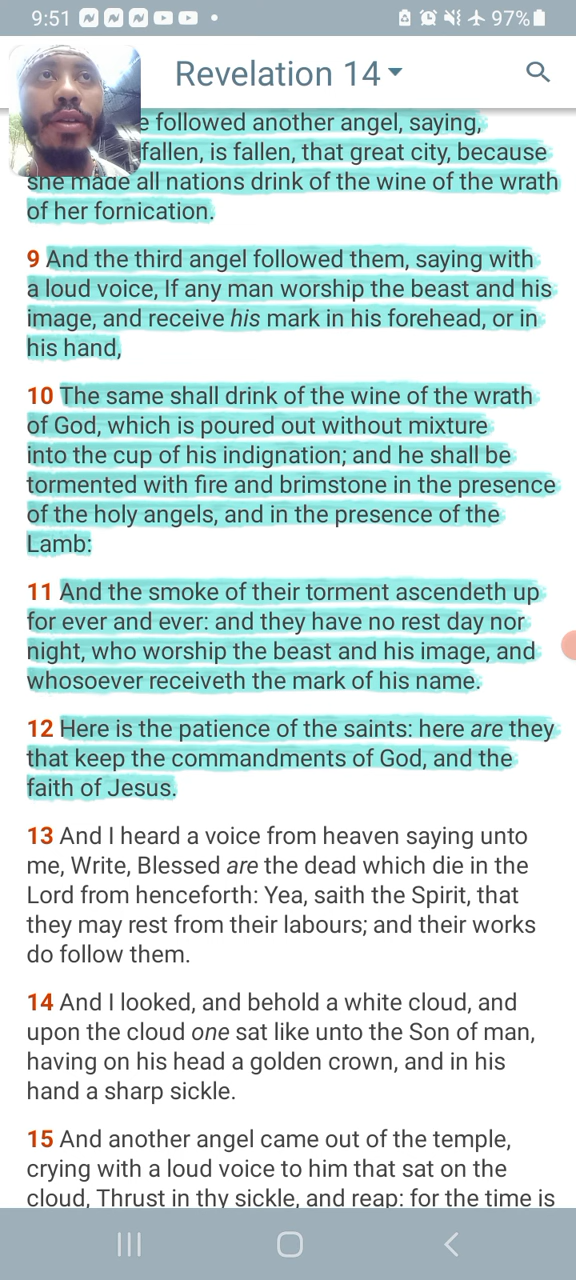 9:51
97%
Revelation 14
e followed another angel, saying,
fallen, is fallen, that great city, because
she made all nations drink of the wine of the wrath
of her fornication.
9 And the third angel followed them, saying with
a loud voice, If any man worship the beast and his
image, and receive his mark in his forehead, or in
his hand,
10 The same shall drink of the wine of the wrath
of God, which is poured out without mixture
into the cup of his indignation; and he shall be
tormented with fire and brimstone in the presence
of the holy angels, and in the presence of the
Lamb:
11 And the smoke of their torment ascendeth up
for ever and ever: and they have no rest day nor
night, who worship the beast and his image, and
whosoever receiveth the mark of his name.
12 Here is the patience of the saints: here are they
that keep the commandments of God, and the
faith of Jesus.
13 And I heard a voice from heaven saying unto
me, Write, Blessed are the dead which die in the
Lord from henceforth: Yea, saith the Spirit, that
they may rest from their labours; and their works
do follow them.
14 And I looked, and behold a white cloud, and
upon the cloud one sat like unto the Son of man,
having on his head a golden crown, and in his
hand a sharp sickle.
15 And another angel came out of the temple,
crying with a loud voice to him that sat on the
cloud, Thrust in thy sickle, and reap: for the time is